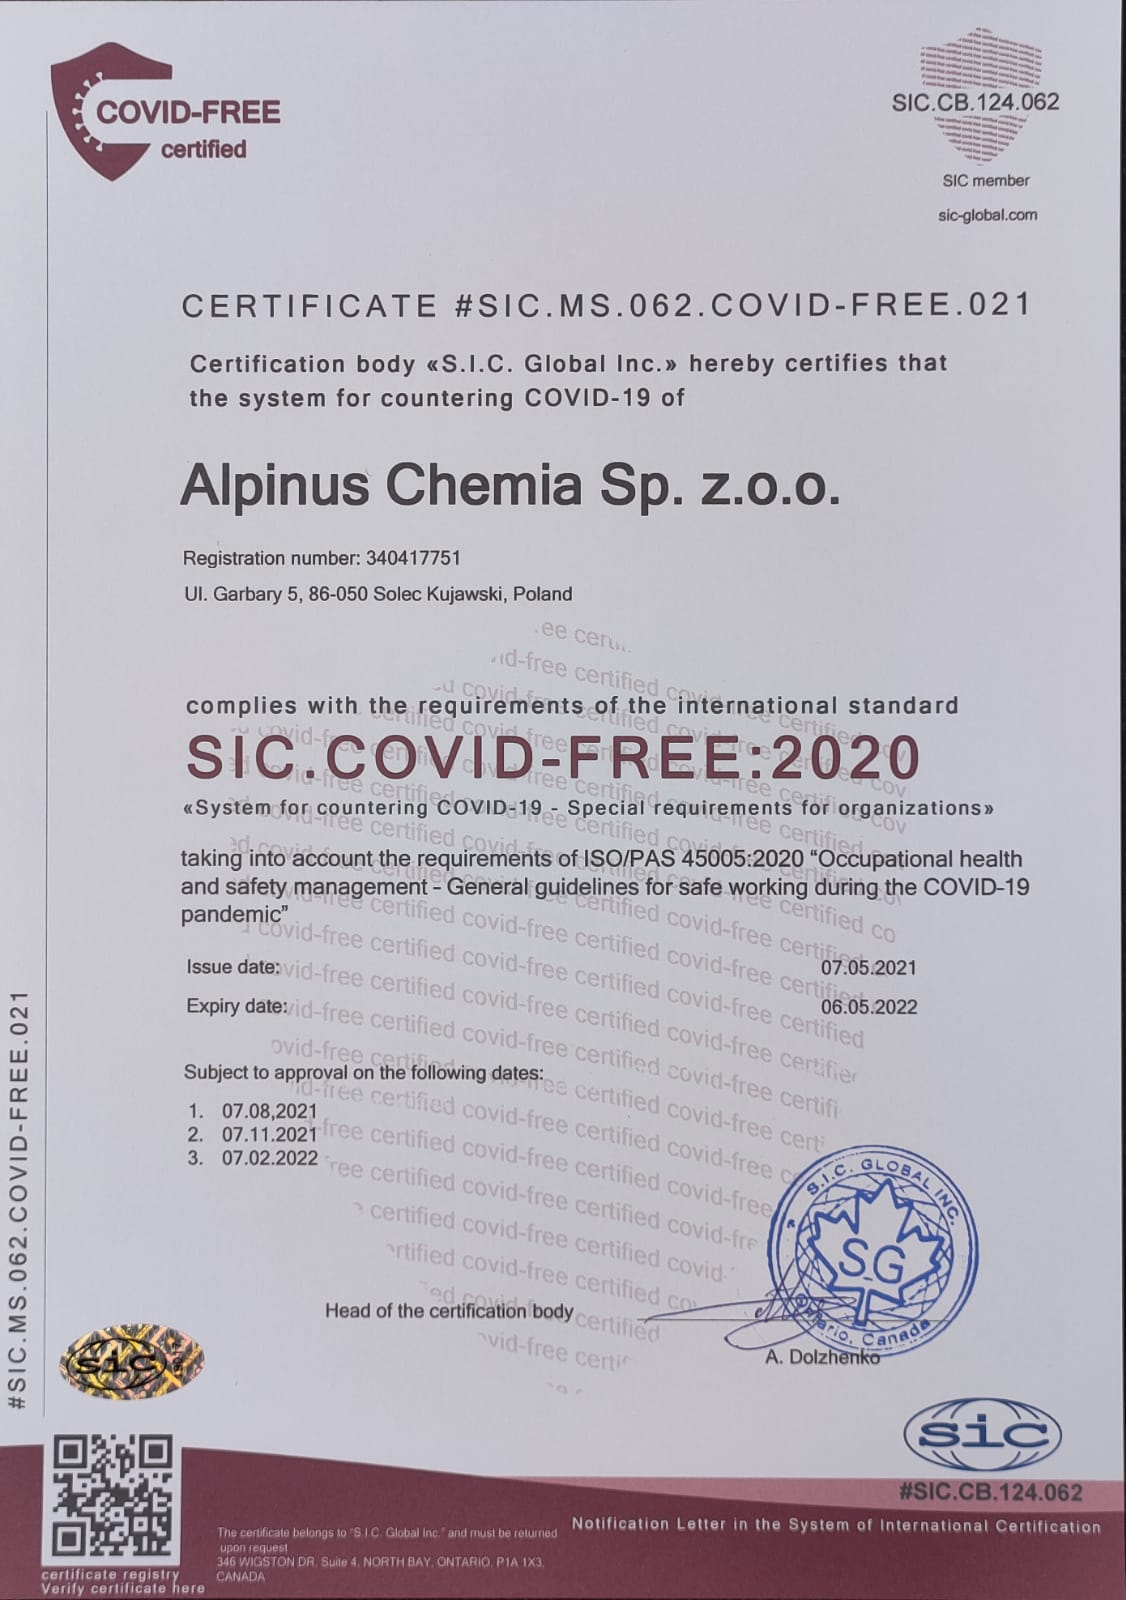 COVID-FREE
certified
SIC.CB.124.062
SIC member
sic-global.com
CERTIFICATE #SIC.MS.062.COVID-FREE.021
Certification body «S.I.C. Global Inc.» hereby certifies that
the system for countering COVID-19 of
Alpinus Chemia Sp. z.o.o.
Registration number: 340417751
Ul. Garbary 5, 86-050 Solec Kujawski, Poland
complies with the requirements of the international standard
SIC.COVID-FREE:2020
«System for countering COVID-19 - Special requirements for organizations»
taking into account the requirements of ISO/PAS 45005:2020 “Occupational health
and safety management - General guidelines for safe working during the COVID-19
pandemic”
Issue date: 07.05.2021
Expiry date: 06.05.2022
Subject to approval on the following dates:
1. 07.08,2021
2. 07.11.2021
3. 07.02.2022
S.I.C. GLOBAL INC.
S.G
Ontario, Canada
Head of the certification body
A. Dolzhenko
#SIC.MS.062.COVID-FREE.021
sic
sic
#SIC.CB.124.062
Notification Letter in the System of International Certification
The certificate belongs to "S.I.C. Global Inc." and must be returned
upon request
346 WIGSTON DR. Suite 4, NORTH BAY, ONTARIO, P1A 1X3,
CANADA
certificate registry
Verify certificate here